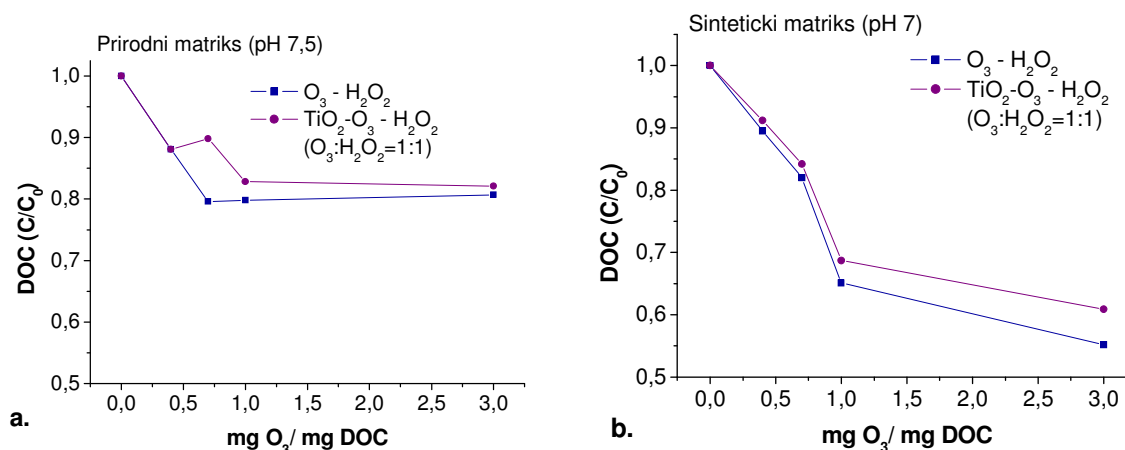 Prirodni matriks (pH 7,5)
O₃ - H₂O₂
TiO₂-O₃ - H₂O₂
(O₃:H₂O₂=1:1)
1,0
0,9
0,8
0,7
0,6
0,5
DOC (C/C₀)
0,0 0,5 1,0 1,5 2,0 2,5 3,0
mg O₃/ mg DOC
a.
Sinteticki matriks (pH 7)
O₃ - H₂O₂
TiO₂-O₃ - H₂O₂
(O₃:H₂O₂=1:1)
1,0
0,9
0,8
0,7
0,6
0,5
DOC (C/C₀)
0,0 0,5 1,0 1,5 2,0 2,5 3,0
mg O₃/ mg DOC
b.